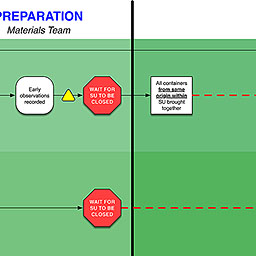 PREPARATION
Materials Team
Early
observations
recorded
WAIT FOR
SU TO BE
CLOSED
All containers
from same
origin within
SU brought
together
WAIT FOR
SU TO BE
CLOSED